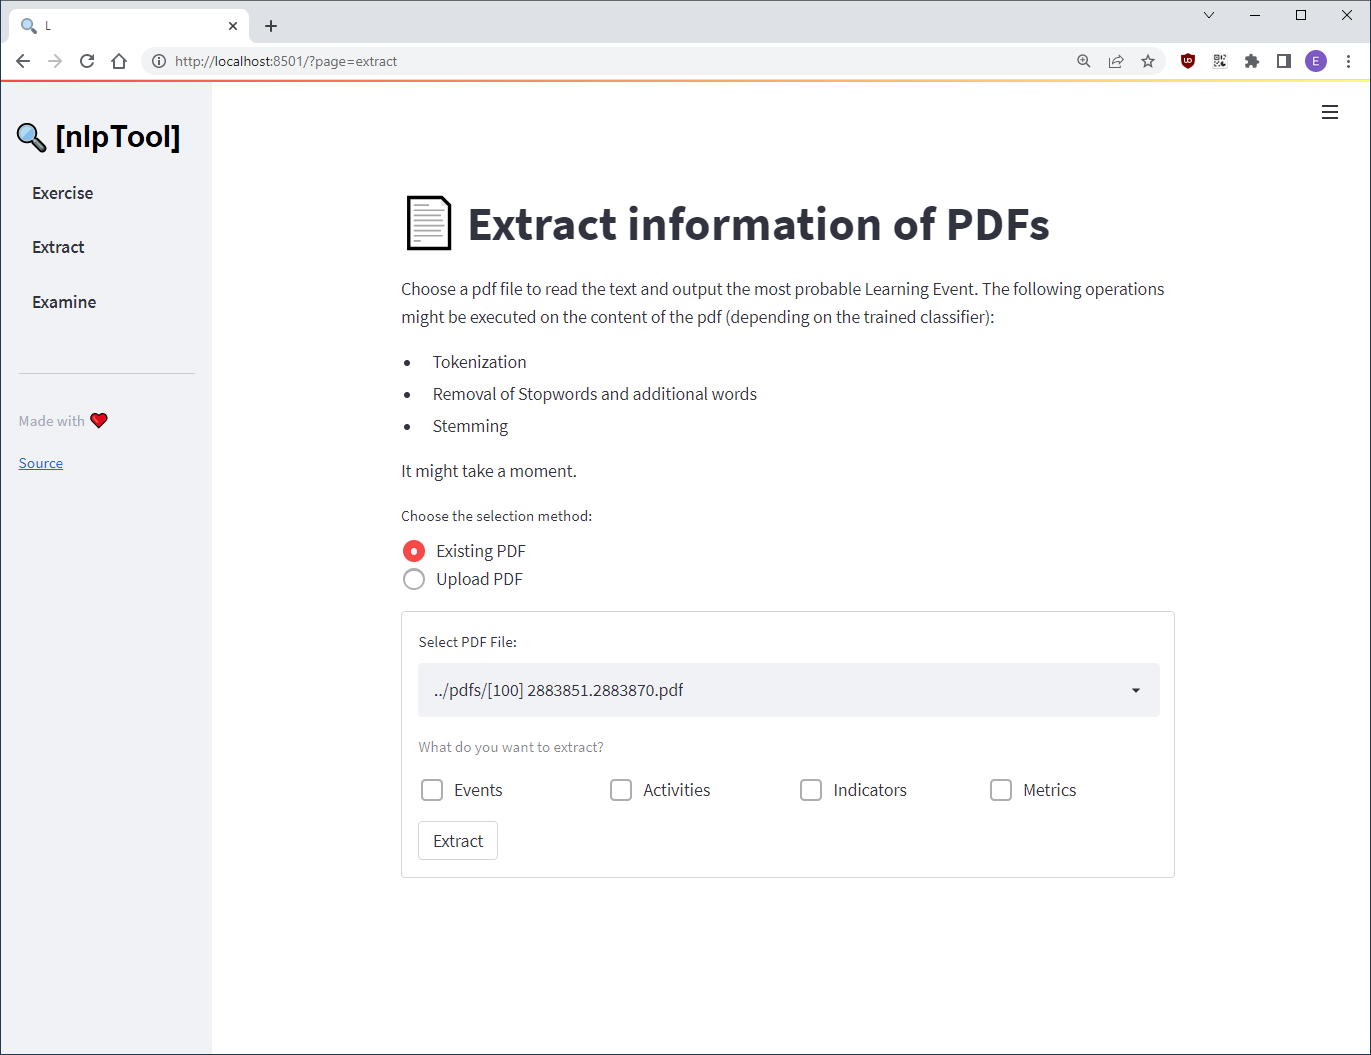 L
http://localhost:8501/?page=extract
E
[nlpTool]
Exercise
Extract
Examine
Made with
Source
Extract information of PDFs
Choose a pdf file to read the text and output the most probable Learning Event. The following operations
might be executed on the content of the pdf (depending on the trained classifier):
Tokenization
Removal of Stopwords and additional words
Stemming
It might take a moment.
Choose the selection method:
Existing PDF
Upload PDF
Select PDF File:
../pdfs/[100] 2883851.2883870.pdf
What do you want to extract?
Events Activities Indicators Metrics
Extract